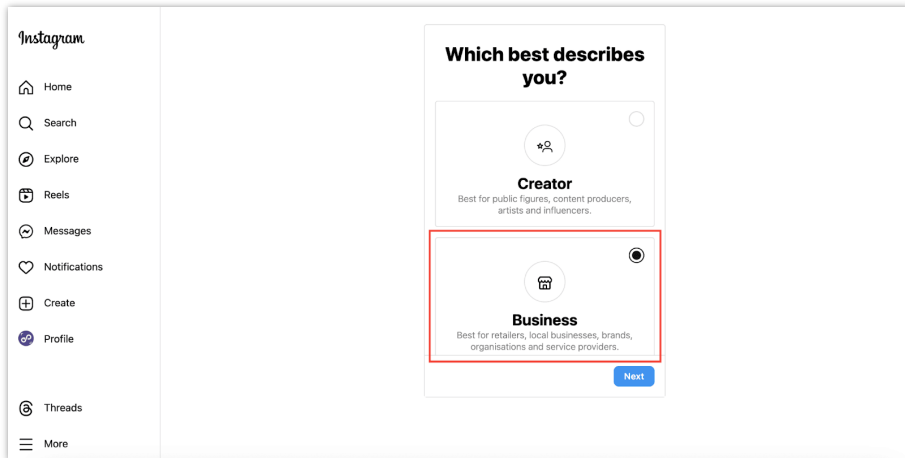 Instagram
Home
Search
Explore
Reels
Messages
Notifications
Create
Profile
Threads
More
Which best describes
you?
Creator
Best for public figures, content producers,
artists and influencers.
Business
Best for retailers, local businesses, brands,
organisations and service providers.
Next